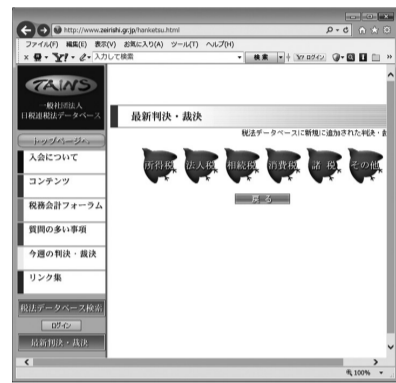 http://www.zeirishi.gr.jp/hanketsu.html
ファイル(F) 編集(E) 表示(V) お気に入り(A) ツール(T) ヘルプ(H)
x Y! 入力して検索 検索 Y!ログイン
TAINS
一般社団法人
日税連税法データベース
トップページへ
入会について
コンテンツ
税務会計フォーラム
質問の多い事項
今週の判決・裁決
リンク集
税法データベース検索
ログイン
最新判決・裁決
最新判決・裁決
税法データベースに新規に追加された判決・裁
所得税 法人税 相続税 消費税 諸 税 その他
戻 る
100%